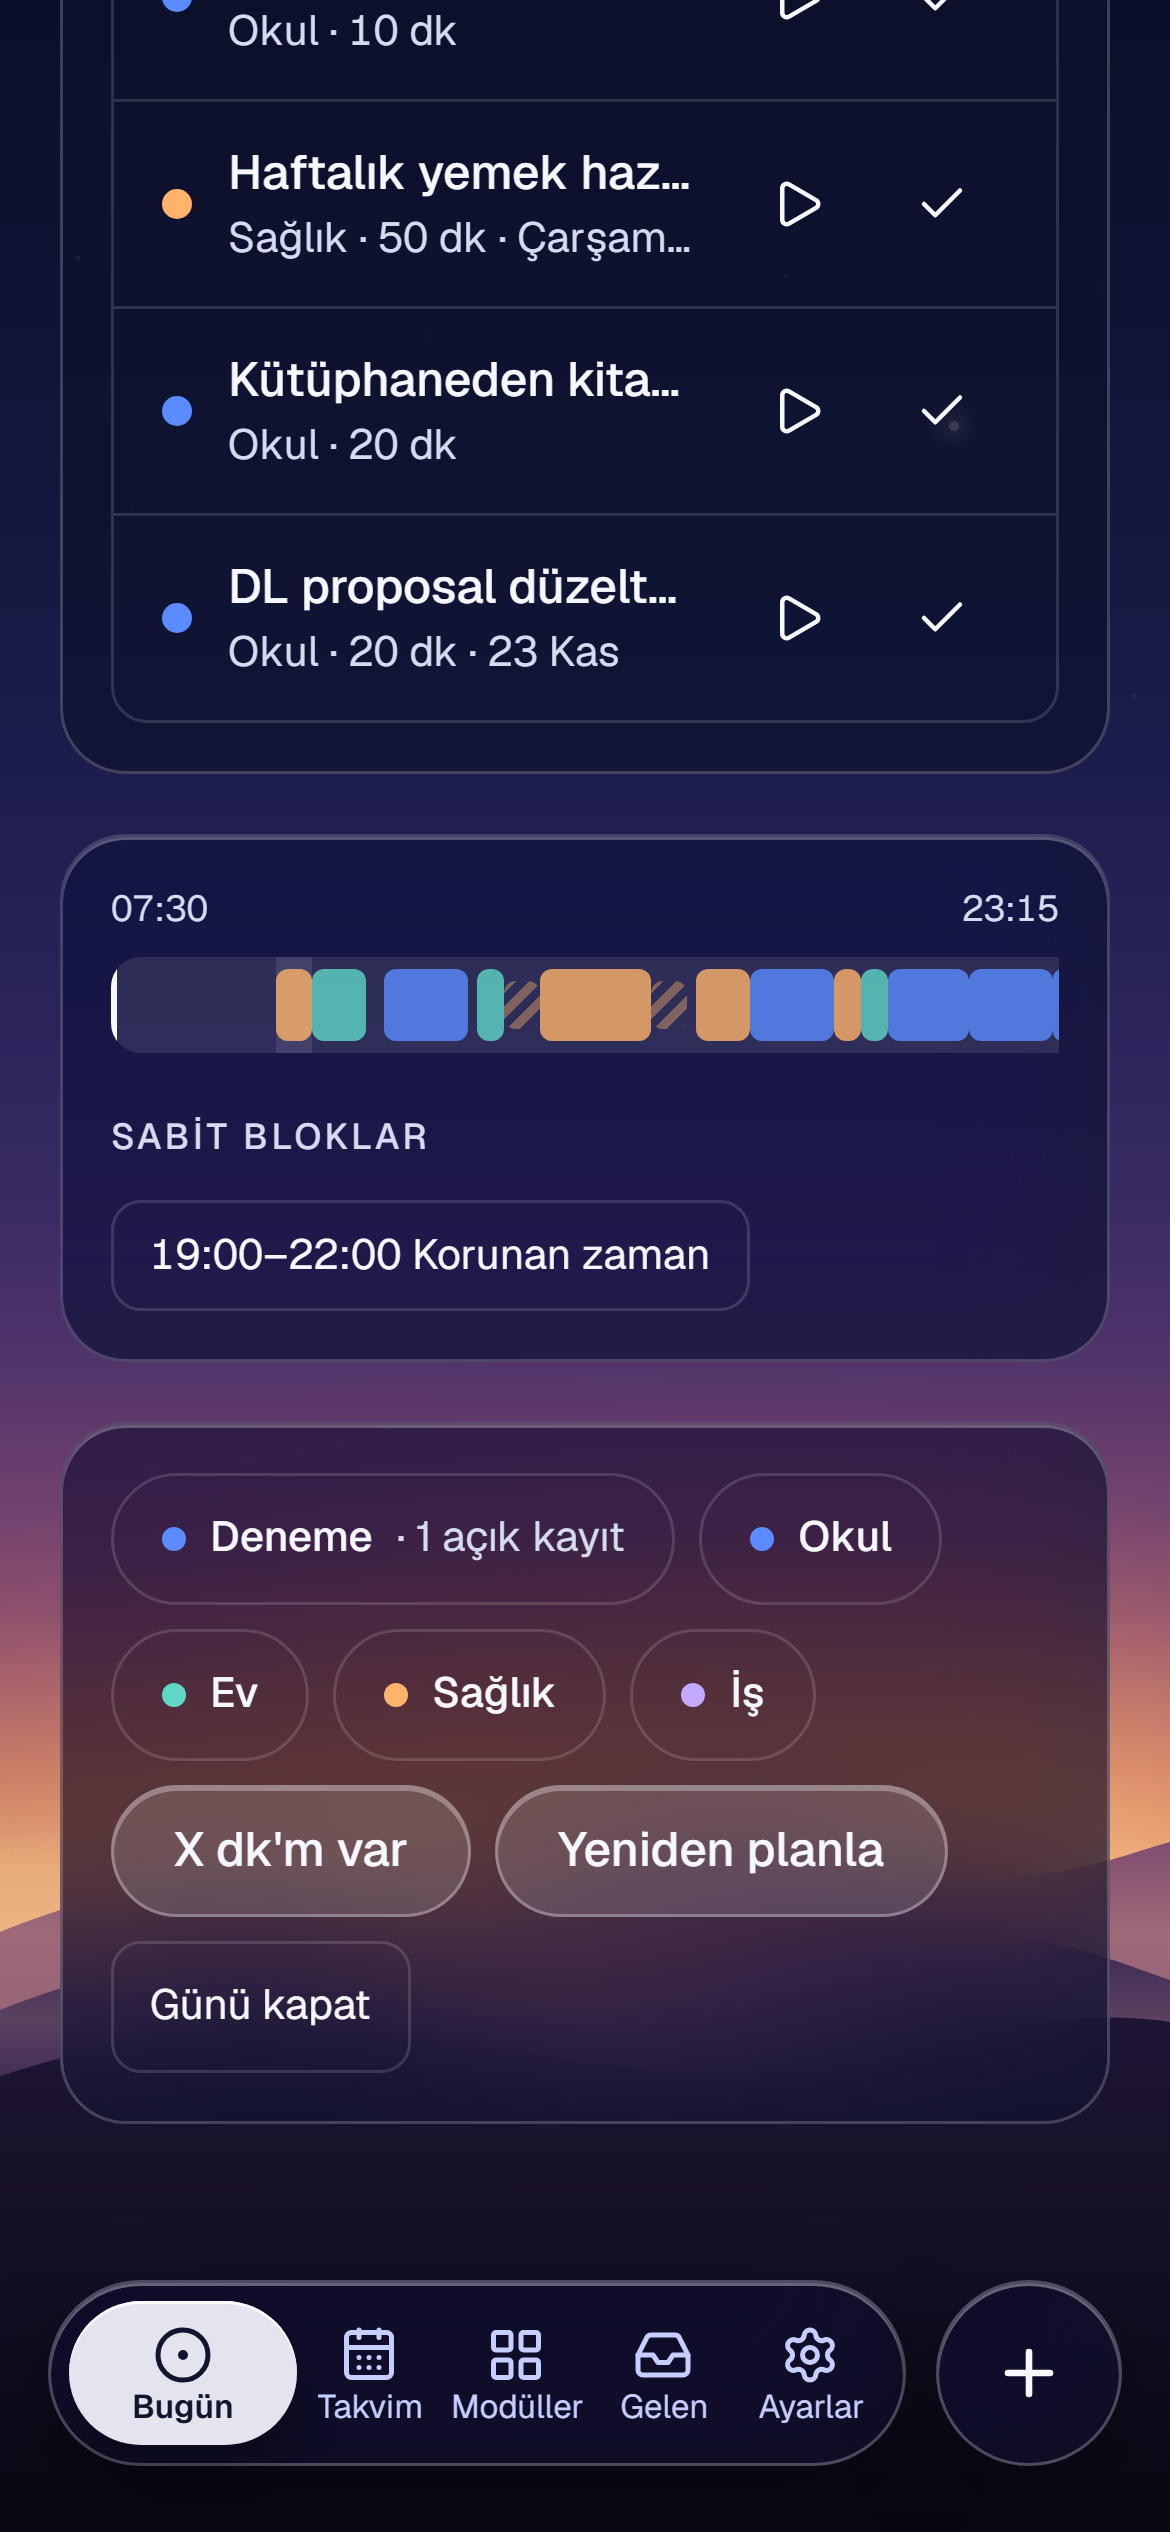 Okul · 10 dk
Haftalık yemek haz...
Sağlık · 50 dk · Çarşam...
Kütüphaneden kita...
Okul · 20 dk
DL proposal düzelt...
Okul · 20 dk · 23 Kas
07:30 23:15
SABİT BLOKLAR
19:00–22:00 Korunan zaman
Deneme · 1 açık kayıt Okul
Ev Sağlık İş
X dk'm var Yeniden planla
Günü kapat
Bugün Takvim Modüller Gelen Ayarlar